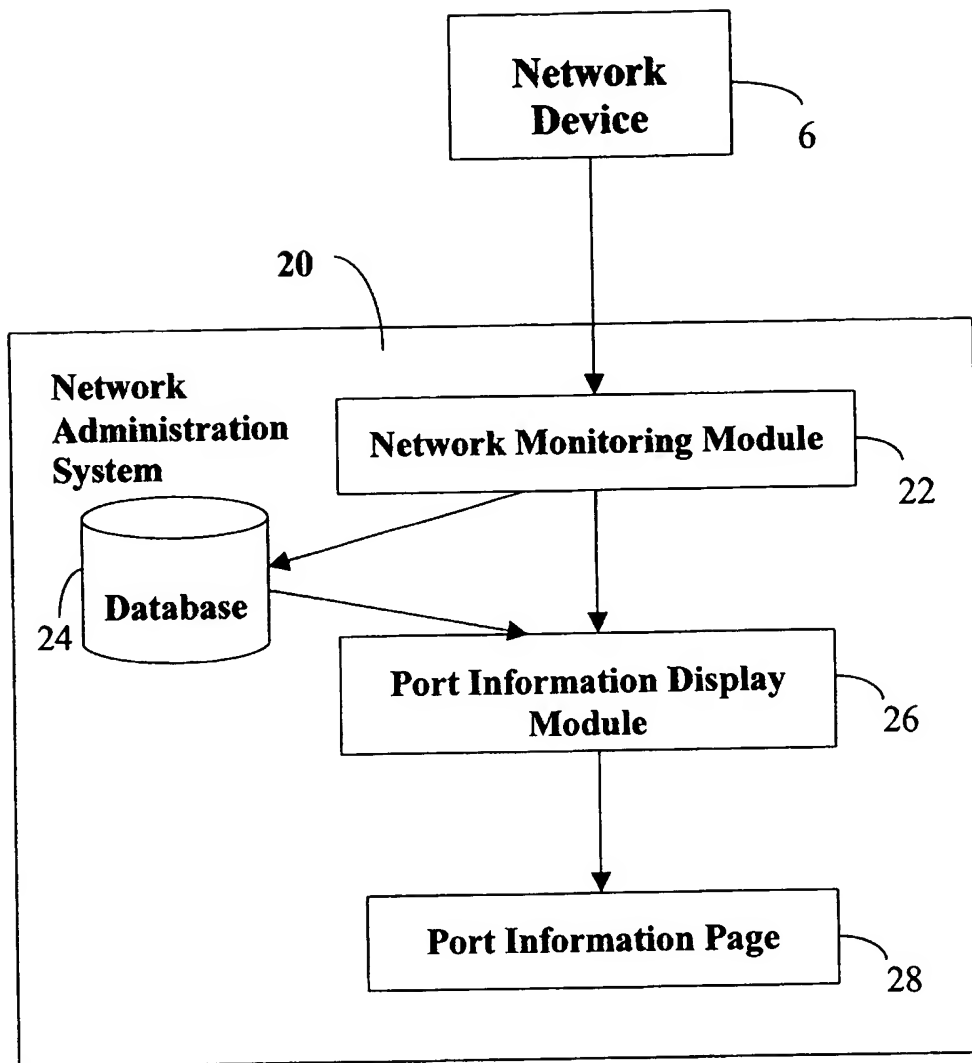 Network
Device
6
20
Network
Administration
System
Network Monitoring Module
22
Database
24
Port Information Display
Module
26
Port Information Page
28